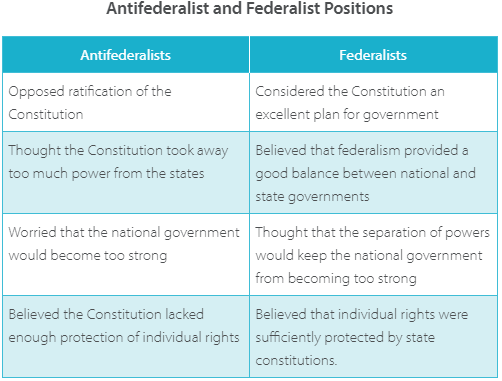 Antifederalist and Federalist Positions
Antifederalists
Federalists
Opposed ratification of the
Constitution
Considered the Constitution an
excellent plan for government
Thought the Constitution took away
too much power from the states
Believed that federalism provided a
good balance between national and
state governments
Worried that the national government
would become too strong
Thought that the separation of powers
would keep the national government
from becoming too strong
Believed the Constitution lacked
enough protection of individual rights
Believed that individual rights were
sufficiently protected by state
constitutions.